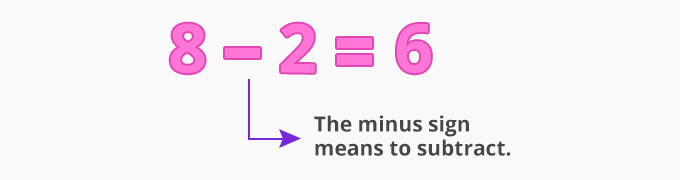 8 – 2 = 6
The minus sign
means to subtract.